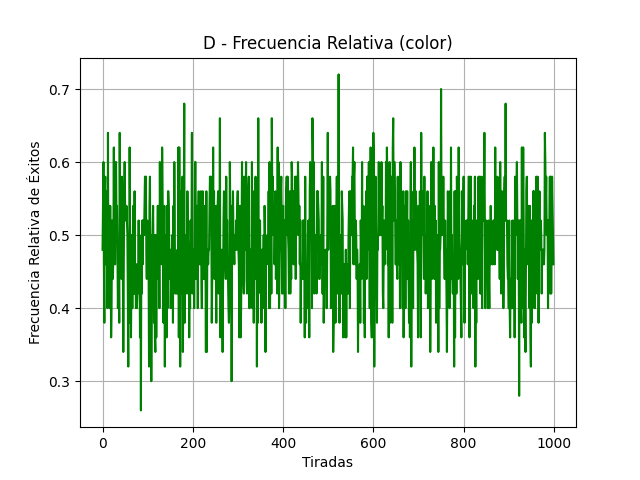 D - Frecuencia Relativa (color)
Frecuencia Relativa de Éxitos
0.7
0.6
0.5
0.4
0.3
0 200 400 600 800 1000
Tiradas